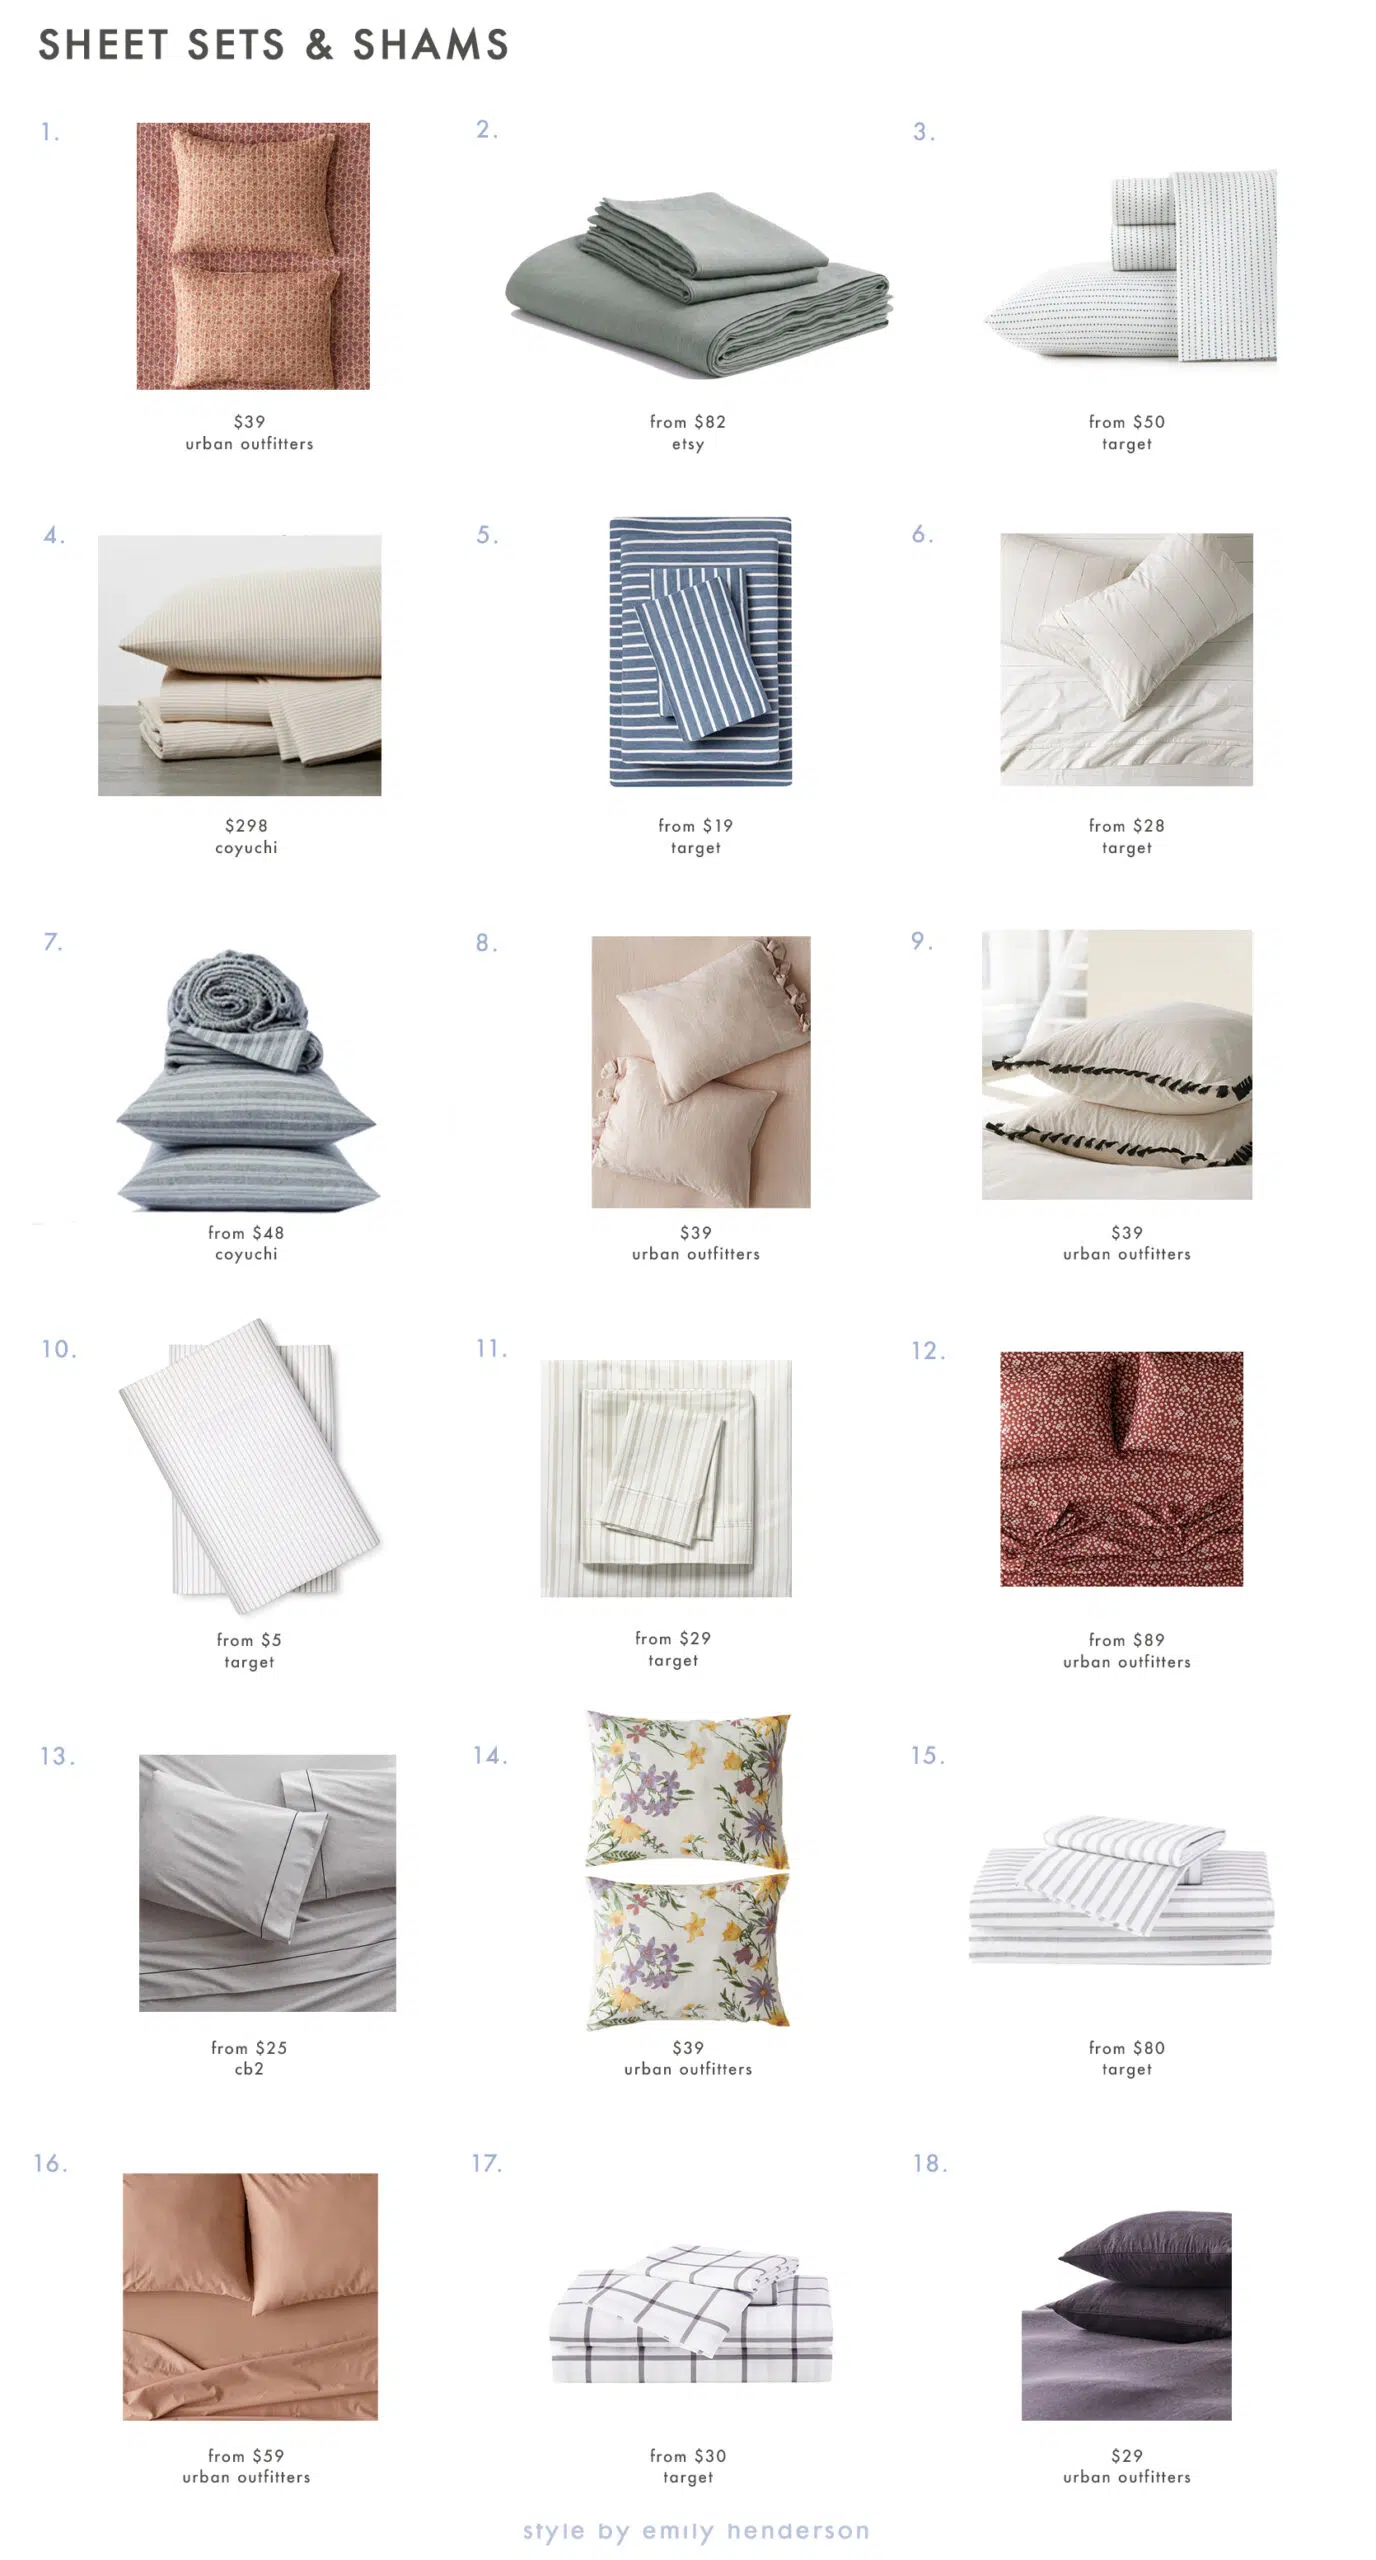 SHEET SETS & SHAMS
1.
$39
urban outfitters
2.
from $82
etsy
3.
from $50
target
4.
$298
coyuchi
5.
from $19
target
6.
from $28
target
7.
from $48
coyuchi
8.
$39
urban outfitters
9.
$39
urban outfitters
10.
from $5
target
11.
from $29
target
12.
from $89
urban outfitters
13.
from $25
cb2
14.
$39
urban outfitters
15.
from $80
target
16.
from $59
urban outfitters
17.
from $30
target
18.
$29
urban outfitters
style by emily henderson